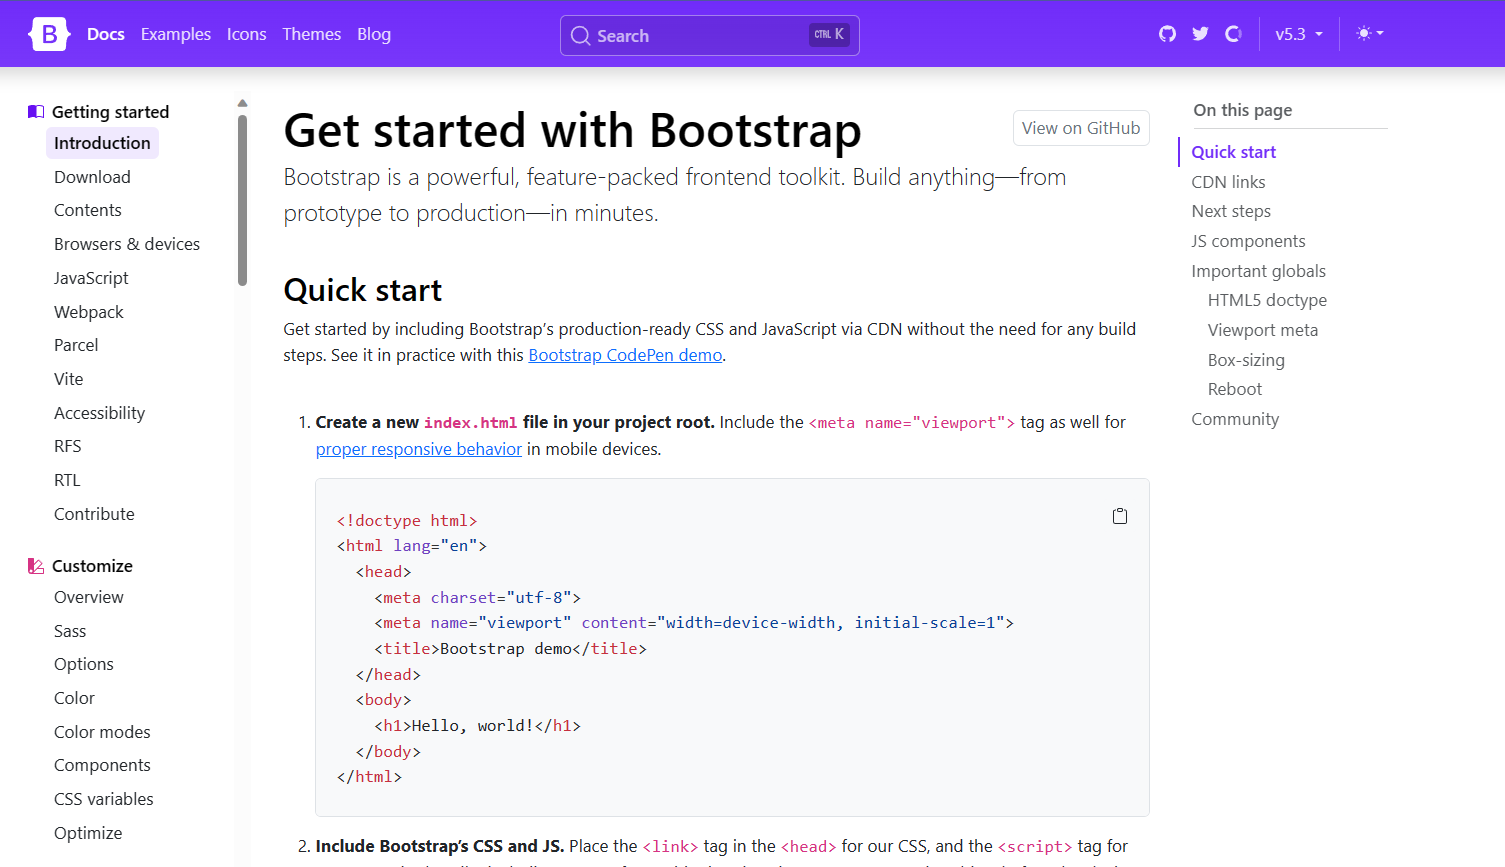 B Docs Examples Icons Themes Blog Search CTRL K v5.3
Getting started
Introduction
Download
Contents
Browsers & devices
JavaScript
Webpack
Parcel
Vite
Accessibility
RFS
RTL
Contribute
Customize
Overview
Sass
Options
Color
Color modes
Components
CSS variables
Optimize
Get started with Bootstrap
View on GitHub
Bootstrap is a powerful, feature-packed frontend toolkit. Build anything—from
prototype to production—in minutes.
Quick start
Get started by including Bootstrap’s production-ready CSS and JavaScript via CDN without the need for any build
steps. See it in practice with this Bootstrap CodePen demo.
1. Create a new index.html file in your project root. Include the <meta name="viewport"> tag as well for
proper responsive behavior in mobile devices.
<!doctype html>
<html lang="en">
  <head>
    <meta charset="utf-8">
    <meta name="viewport" content="width=device-width, initial-scale=1">
    <title>Bootstrap demo</title>
  </head>
  <body>
    <h1>Hello, world!</h1>
  </body>
</html>
2. Include Bootstrap’s CSS and JS. Place the <link> tag in the <head> for our CSS, and the <script> tag for
On this page
Quick start
CDN links
Next steps
JS components
Important globals
HTML5 doctype
Viewport meta
Box-sizing
Reboot
Community